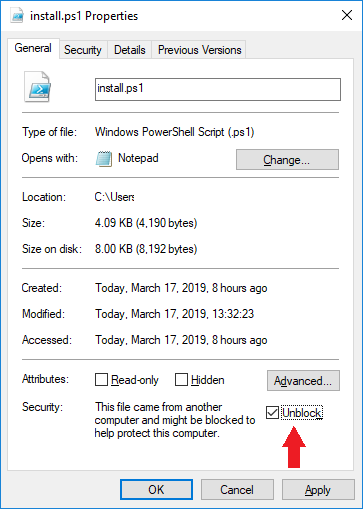 install.ps1 Properties
General Security Details Previous Versions
install.ps1
Type of file: Windows PowerShell Script (.ps1)
Opens with: Notepad Change...
Location: C:\Users
Size: 4.09 KB (4,190 bytes)
Size on disk: 8.00 KB (8,192 bytes)
Created: Today, March 17, 2019, 8 hours ago
Modified: Today, March 17, 2019, 13:32:23
Accessed: Today, March 17, 2019, 8 hours ago
Attributes: Read-only Hidden Advanced...
Security: This file came from another Unblock
computer and might be blocked to
help protect this computer.
OK Cancel Apply